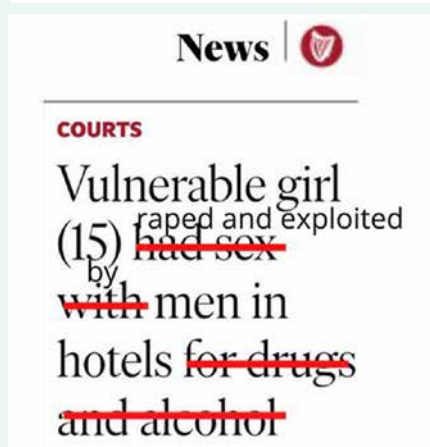 News
COURTS
Vulnerable girl
raped and exploited
(15) had sex
by
with men in
hotels for drugs
and alcohol